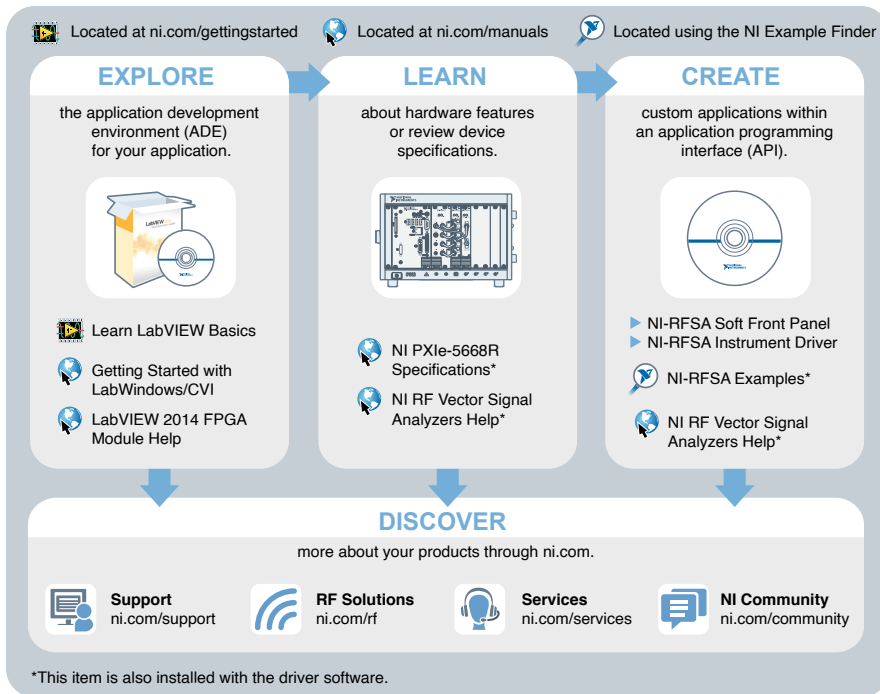 Located at ni.com/gettingstarted
Located at ni.com/manuals
Located using the NI Example Finder
EXPLORE
the application development
environment (ADE)
for your application.
LabVIEW
Learn LabVIEW Basics
Getting Started with
LabWindows/CVI
LabVIEW 2014 FPGA
Module Help
LEARN
about hardware features
or review device
specifications.
NI PXIe-5668R
Specifications*
NI RF Vector Signal
Analyzers Help*
CREATE
custom applications within
an application programming
interface (API).
NATIONAL
INSTRUMENTS
NI-RFSA Soft Front Panel
NI-RFSA Instrument Driver
NI-RFSA Examples*
NI RF Vector Signal
Analyzers Help*
DISCOVER
more about your products through ni.com.
Support
ni.com/support
RF Solutions
ni.com/rf
Services
ni.com/services
NI Community
ni.com/community
*This item is also installed with the driver software.